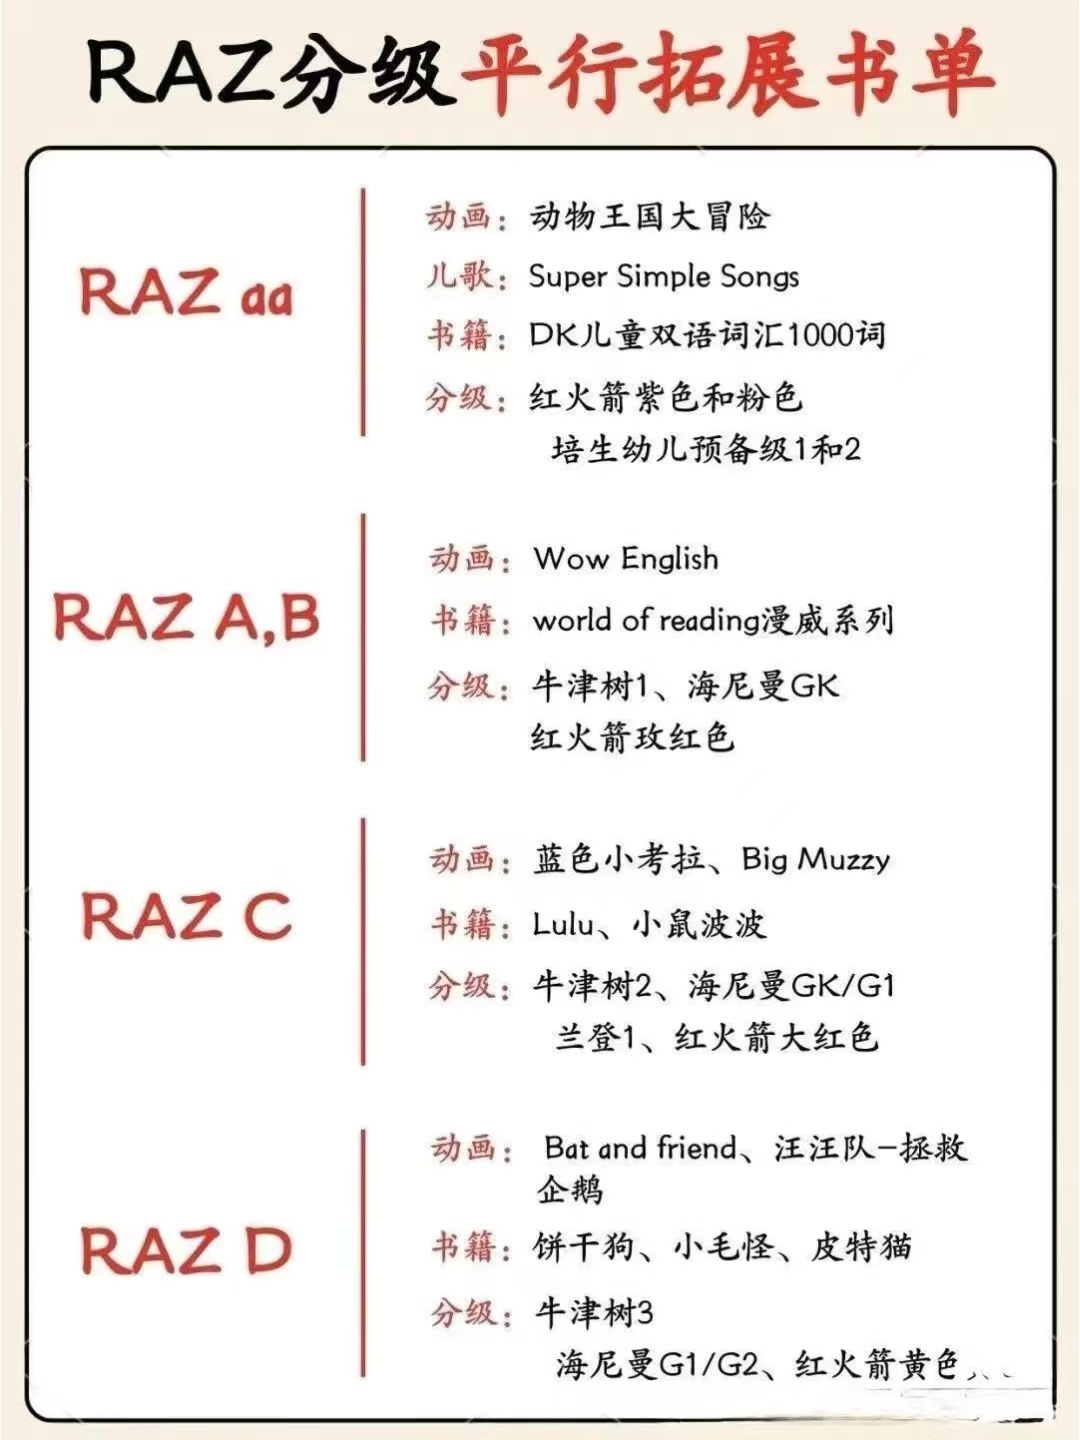 RAZ分级平行拓展书单
RAZ aa
动画：动物王国大冒险
儿歌：Super Simple Songs
书籍：DK儿童双语词汇1000词
分级：红火箭紫色和粉色
培生幼儿预备级1和2
RAZ A,B
动画：Wow English
书籍：world of reading漫威系列
分级：牛津树1、海尼曼GK
红火箭玫红色
RAZ C
动画：蓝色小考拉、Big Muzzy
书籍：Lulu、小鼠波波
分级：牛津树2、海尼曼GK/G1
兰登1、红火箭大红色
RAZ D
动画：Bat and friend、汪汪队-拯救
企鹅
书籍：饼干狗、小毛怪、皮特猫
分级：牛津树3
海尼曼G1/G2、红火箭黄色